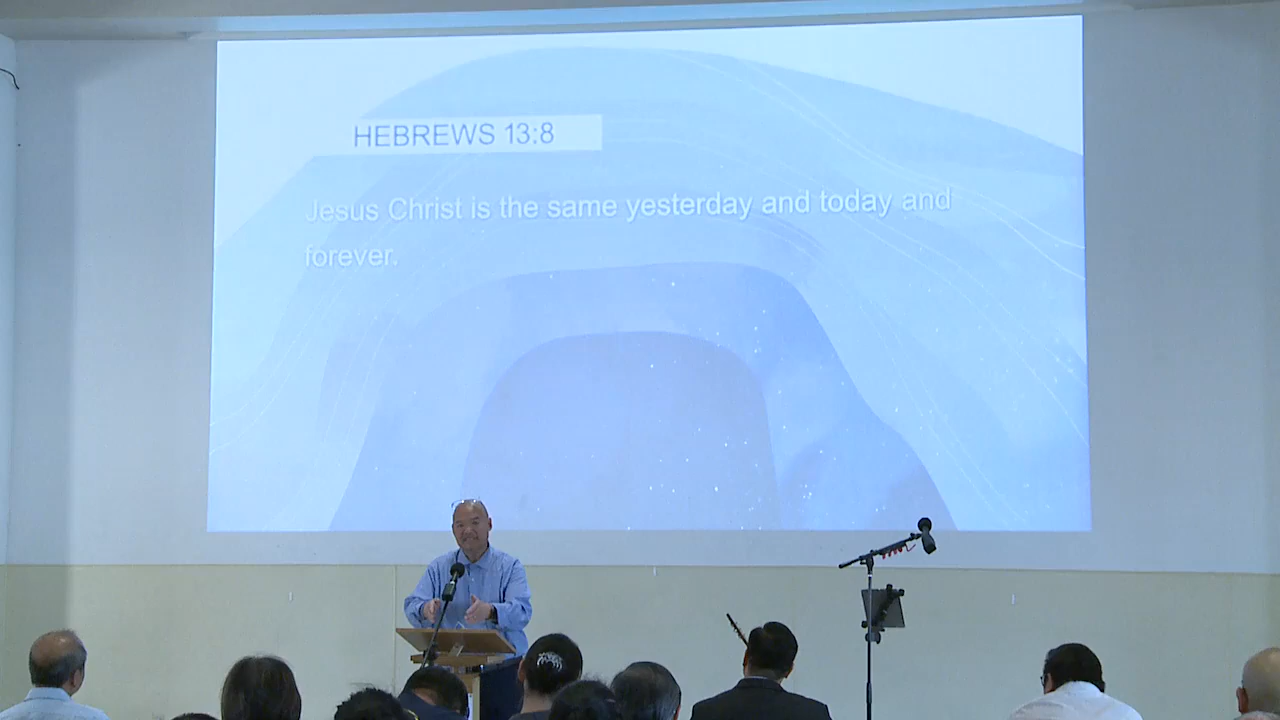 HEBREWS 13:8
Jesus Christ is the same yesterday and today and
forever.